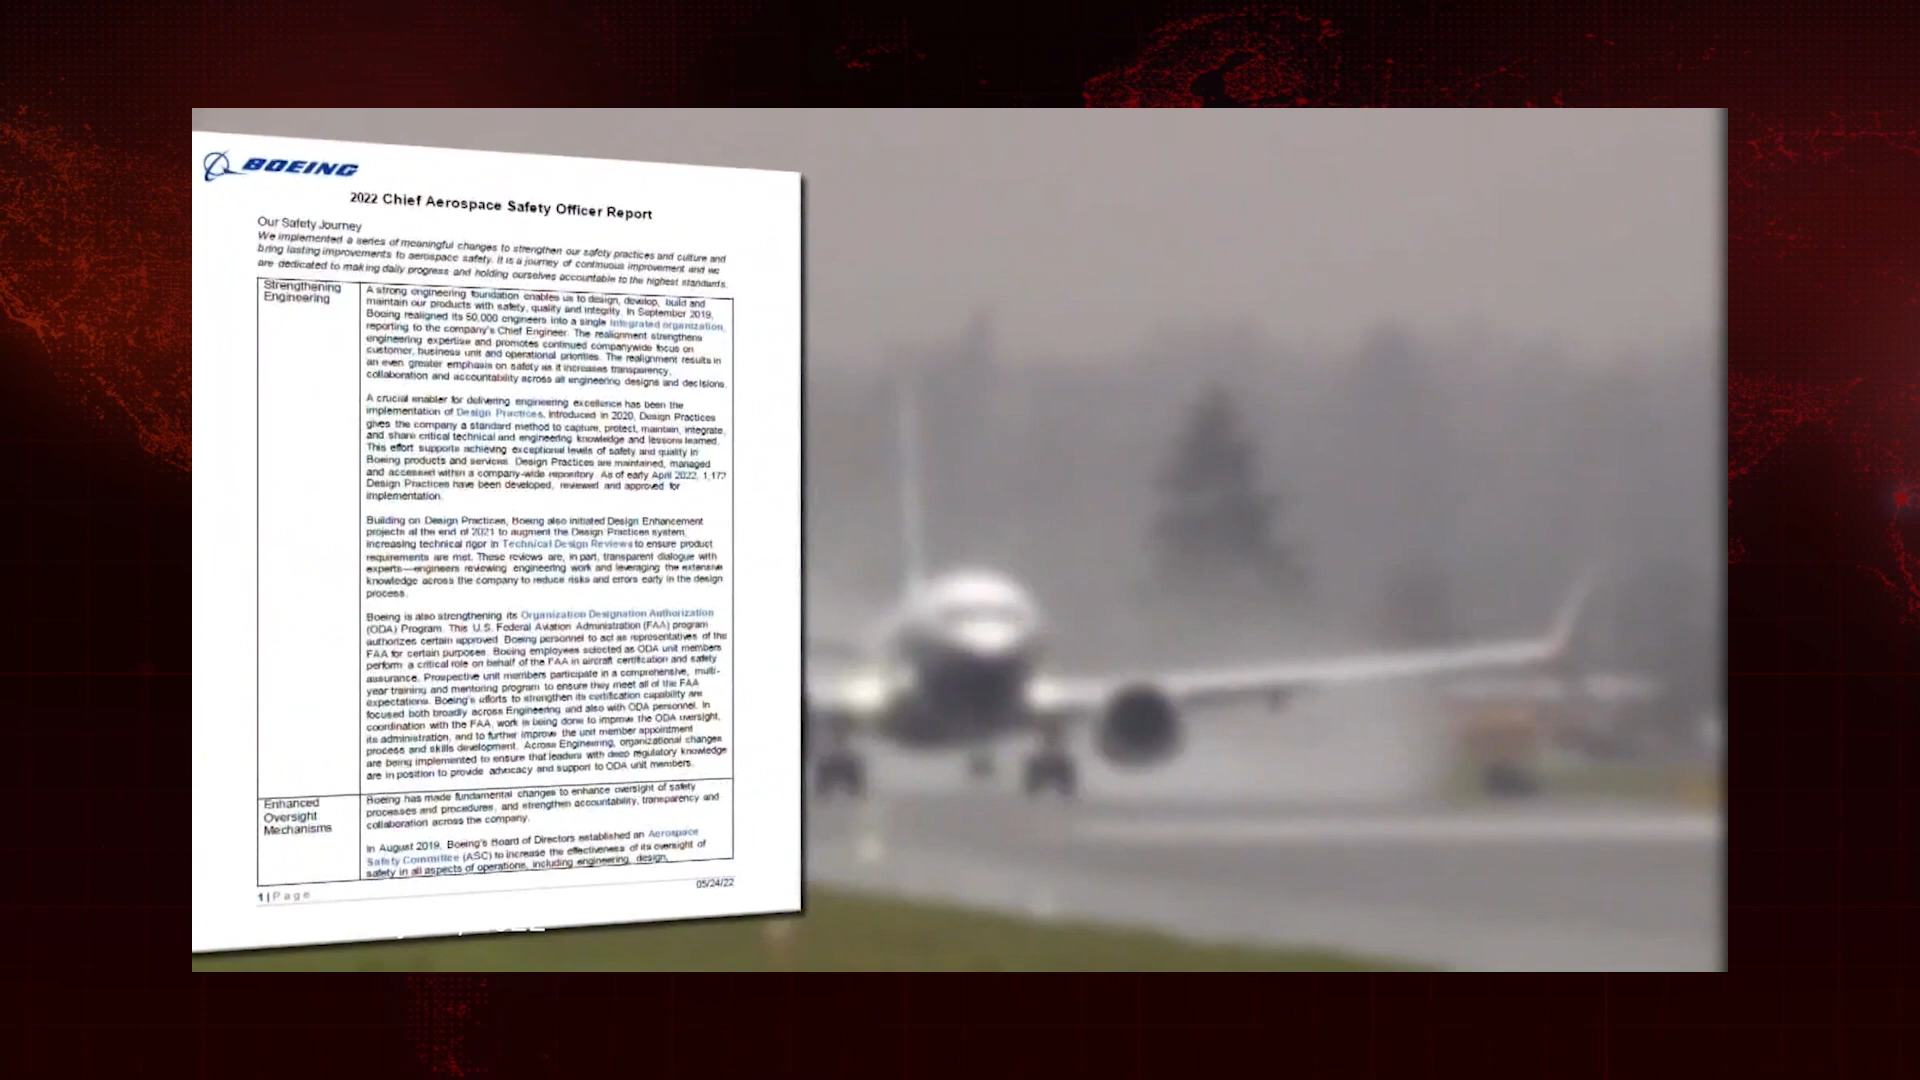 BOEING
2022 Chief Aerospace Safety Officer Report
Our Safety Journey
We implemented a series of meaningful changes to strengthen our safety practices and culture and
bring lasting improvements to aerospace safety. It is a journey of continuous improvement and we
are dedicated to making daily progress and holding ourselves accountable to the highest standards.
Strengthening
Engineering
A strong engineering foundation enables us to design, develop, build and
maintain our products with safety, quality and integrity. In September 2019,
Boeing realigned its 50,000 engineers into a single integrated organization,
reporting to the company's Chief Engineer. The realignment strengthens
engineering expertise and promotes continued companywide focus on
customer, business unit and operational priorities. The realignment results in
an even greater emphasis on safety as it increases transparency,
collaboration and accountability across all engineering designs and decisions.
A crucial enabler for delivering engineering excellence has been the
implementation of Design Practices. Introduced in 2020, Design Practices
gives the company a standard method to capture, protect, maintain, integrate,
and share critical technical and engineering knowledge and lessons learned.
This effort supports achieving exceptional levels of safety and quality in
Boeing products and services. Design Practices are maintained, managed
and accessed within a company-wide repository. As of early April 2022, 1,172
Design Practices have been developed, reviewed and approved for
implementation.
Building on Design Practices, Boeing also initiated Design Enhancement
projects at the end of 2021 to augment the Design Practices system,
increasing technical rigor in Technical Design Reviews to ensure product
requirements are met. These reviews are, in part, transparent dialogue with
experts—engineers reviewing engineering work and leveraging the extensive
knowledge across the company to reduce risks and errors early in the design
process.
Boeing is also strengthening its Organization Designation Authorization
(ODA) Program. This U.S. Federal Aviation Administration (FAA) program
authorizes certain approved Boeing personnel to act as representatives of the
FAA for certain purposes. Boeing employees selected as ODA unit members
perform a critical role on behalf of the FAA in aircraft certification and safety
assurance. Prospective unit members participate in a comprehensive, multi-
year training and mentoring program to ensure they meet all of the FAA
expectations. Boeing's efforts to strengthen its certification capability are
focused both broadly across Engineering and also with ODA personnel. In
coordination with the FAA, work is being done to improve the ODA oversight,
its administration, and to further improve the unit member appointment
process and skills development. Across Engineering, organizational changes
are being implemented to ensure that leaders with deep regulatory knowledge
are in position to provide advocacy and support to ODA unit members.
Enhanced
Oversight
Mechanisms
Boeing has made fundamental changes to enhance oversight of safety
processes and procedures, and strengthen accountability, transparency and
collaboration across the company.
In August 2019, Boeing's Board of Directors established an Aerospace
Safety Committee (ASC) to increase the effectiveness of its oversight of
safety in all aspects of operations, including engineering, design,
1 | Page
05/24/22